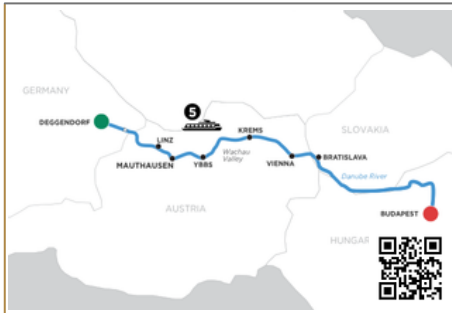 GERMANY
DEGGENDORF
5
LINZ
MAUTHAUSEN
YBBS
KREMS
Wachau
Valley
VIENNA
SLOVAKIA
BRATISLAVA
Danube River
AUSTRIA
BUDAPEST
HUNGAR